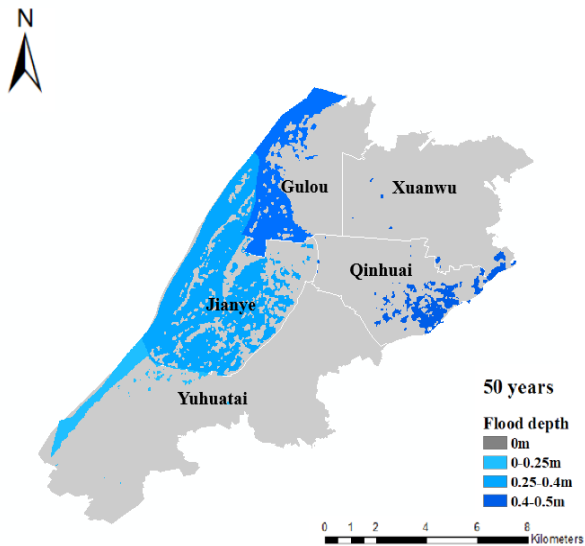 N
Gulou
Xuanwu
Qinhuai
Jianye
Yuhuatai
50 years
Flood depth
0m
0-0.25m
0.25-0.4m
0.4-0.5m
0 1 2 4 6 8
Kilometers